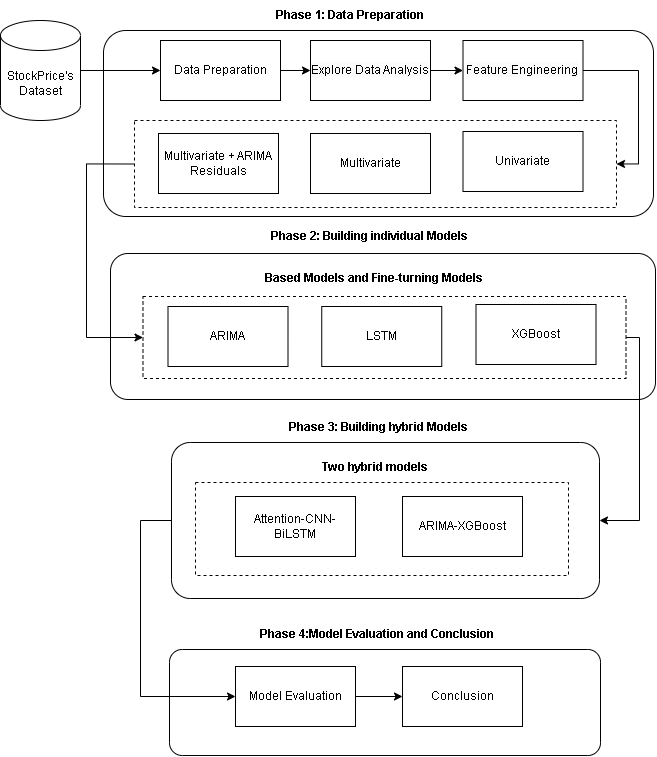 Phase 1: Data Preparation
StockPrice's
Dataset
Data Preparation
Explore Data Analysis
Feature Engineering
Multivariate + ARIMA
Residuals
Multivariate
Univariate
Phase 2: Building individual Models
Based Models and Fine-turning Models
ARIMA
LSTM
XGBoost
Phase 3: Building hybrid Models
Two hybrid models
Attention-CNN-
BiLSTM
ARIMA-XGBoost
Phase 4:Model Evaluation and Conclusion
Model Evaluation
Conclusion